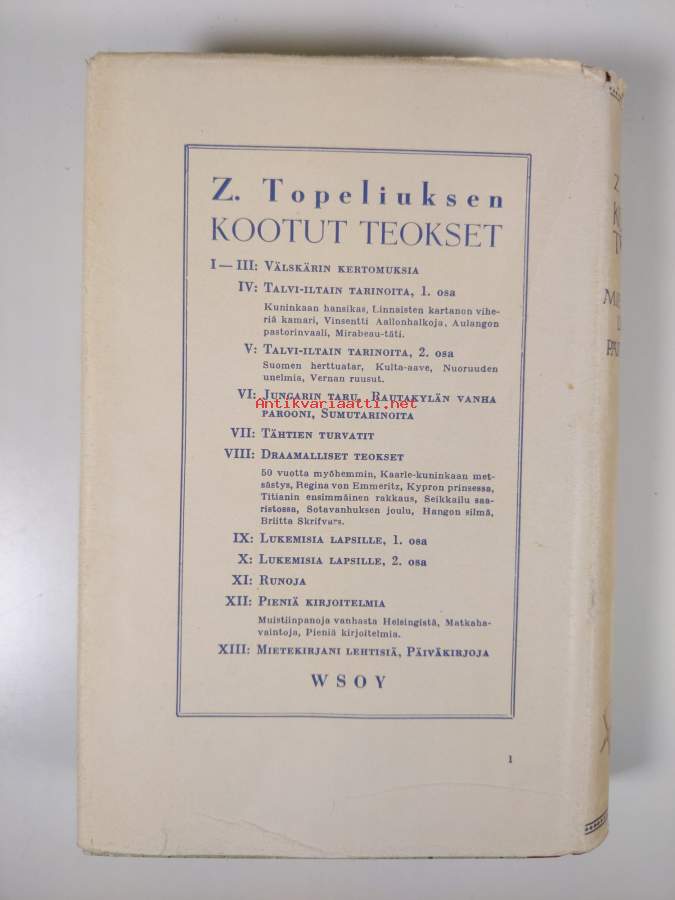 Z. Topeliuksen
KOOTUT TEOKSET
I—III: VÄLSKÄRIN KERTOMUKSIA
IV: TALVI-ILTAIN TARINOITA, 1. osa
Kuninkaan hansikas, Linnaisten kartanon vihe-
riä kamari, Vinsentti Aallonhalkoja, Aulangon
pastorinvaali, Mirabeau-täti.
V: TALVI-ILTAIN TARINOITA, 2. osa
Suomen herttuatar, Kulta-aave, Nuoruuden
unelmia, Vernan ruusut.
VI: JUNGARIN TARU, RAUTAKYLÄN VANHA
Antikvariaatti.net
PAROONI, SUMUTARINOITA
VII: TÄHTIEN TURVATIT
VIII: DRAAMALLISET TEOKSET
50 vuotta myöhemmin, Kaarle-kuninkaan met-
sästys, Regina von Emmeritz, Kypron prinsessa,
Titianin ensimmäinen rakkaus, Seikkailu saa-
ristossa, Sotavanhuksen joulu, Hangon silmä,
Briitta Skrifvars.
IX: LUKEMISIA LAPSILLE, 1. osa
X: LUKEMISIA LAPSILLE, 2. osa
XI: RUNOJA
XII: PIENIÄ KIRJOITELMIA
Muistiinpanoja vanhasta Helsingistä, Matkaha-
vaintoja, Pieniä kirjoitelmia.
XIII: MIETEKIRJANI LEHTISIÄ, PÄIVÄKIRJOJA
WSOY
1